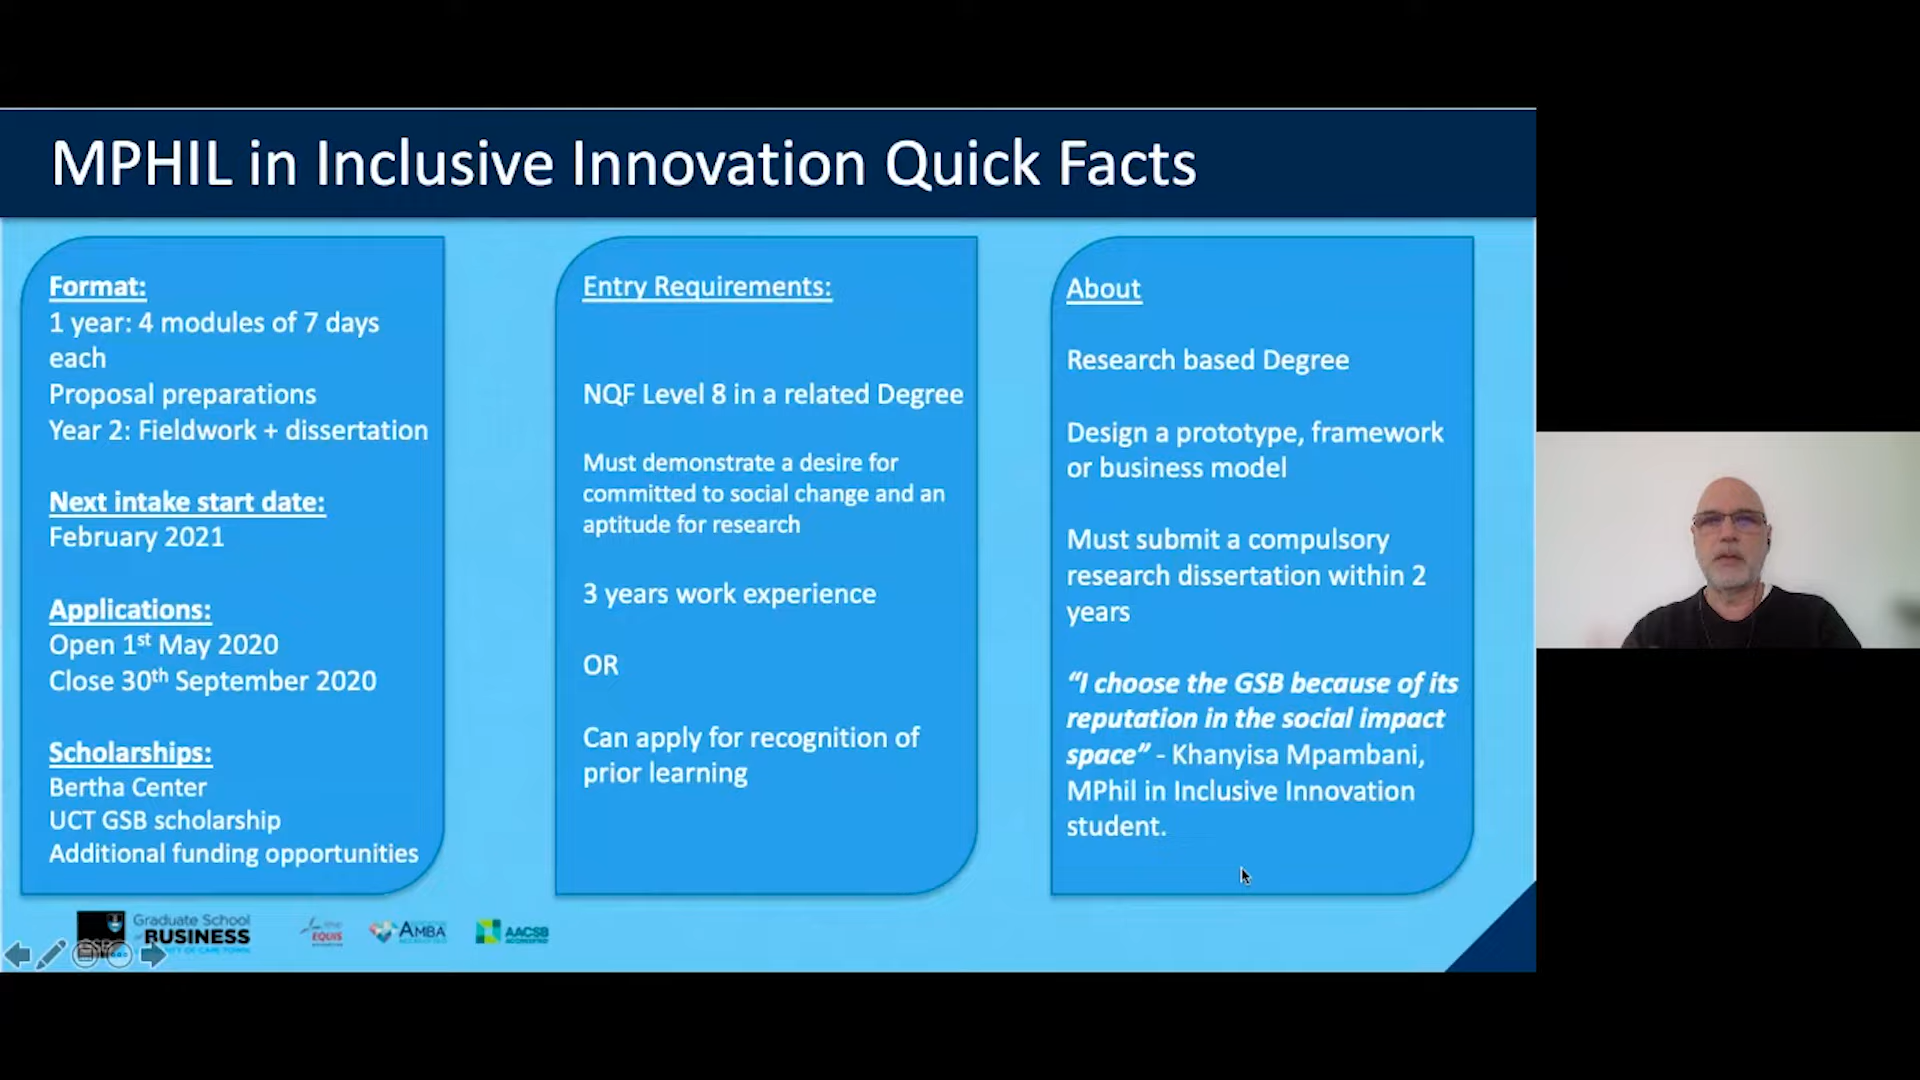 MPHIL in Inclusive Innovation Quick Facts
Format:
1 year: 4 modules of 7 days
each
Proposal preparations
Year 2: Fieldwork + dissertation
Next intake start date:
February 2021
Applications:
Open 1st May 2020
Close 30th September 2020
Scholarships:
Bertha Center
UCT GSB scholarship
Additional funding opportunities
Entry Requirements:
NQF Level 8 in a related Degree
Must demonstrate a desire for
committed to social change and an
aptitude for research
3 years work experience
OR
Can apply for recognition of
prior learning
About
Research based Degree
Design a prototype, framework
or business model
Must submit a compulsory
research dissertation within 2
years
“I choose the GSB because of its
reputation in the social impact
space” - Khanyisa Mpambani,
MPhil in Inclusive Innovation
student.
Graduate School
BUSINESS
EQUIS
AMBA
AACSB